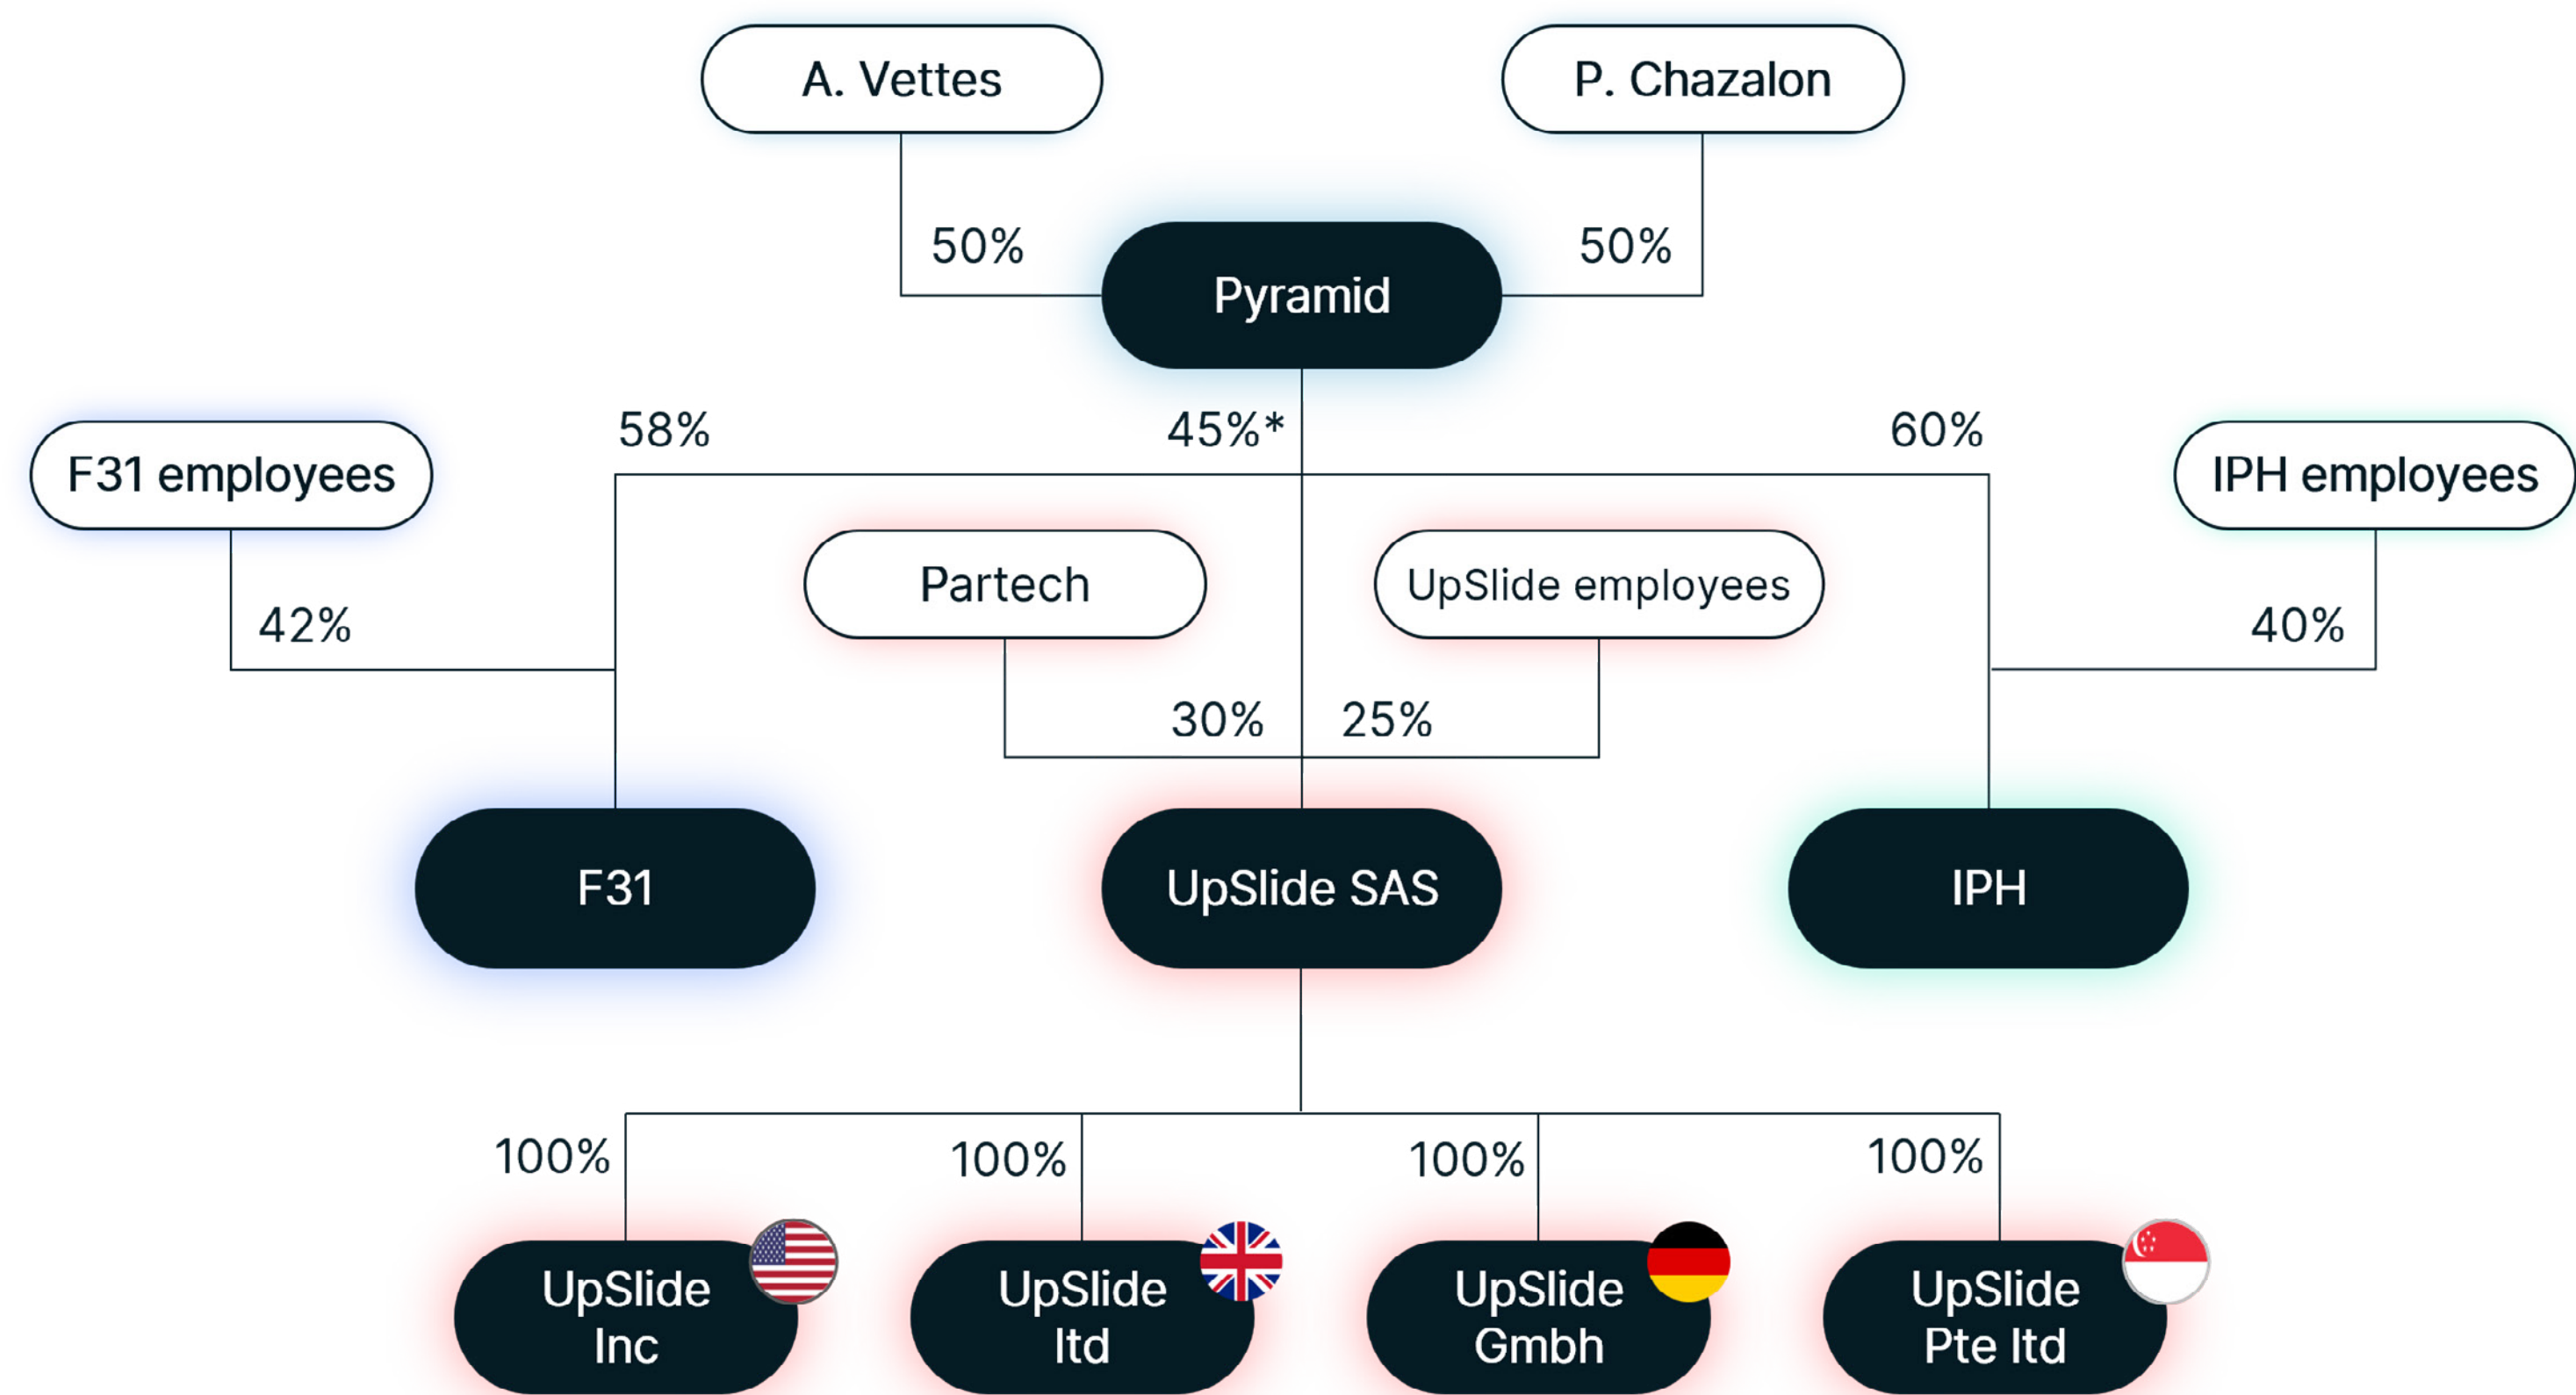 A. Vettes
P. Chazalon
50%
50%
Pyramid
58%
45%*
60%
F31 employees
IPH employees
Partech
UpSlide employees
42%
40%
30%
25%
F31
UpSlide SAS
IPH
100%
100%
100%
100%
UpSlide
Inc
UpSlide
ltd
UpSlide
Gmbh
UpSlide
Pte ltd